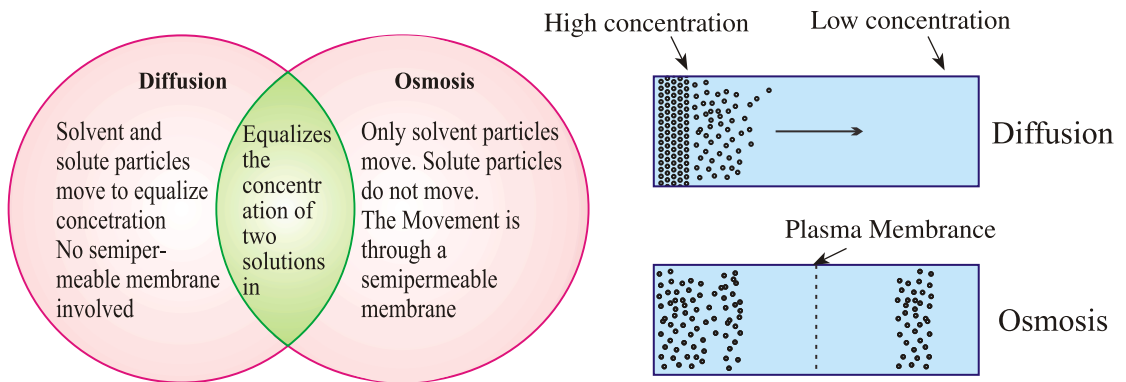 Diffusion
Solvent and
solute particles
move to equalize
concetration
No semiper-
meable membrane
involved
Equalizes
the
concentr
ation of
two
solutions
in
Osmosis
Only solvent particles
move. Solute particles
do not move.
The Movement is
through a
semipermeable
membrane
High concentration
Low concentration
Diffusion
Plasma Membrance
Osmosis